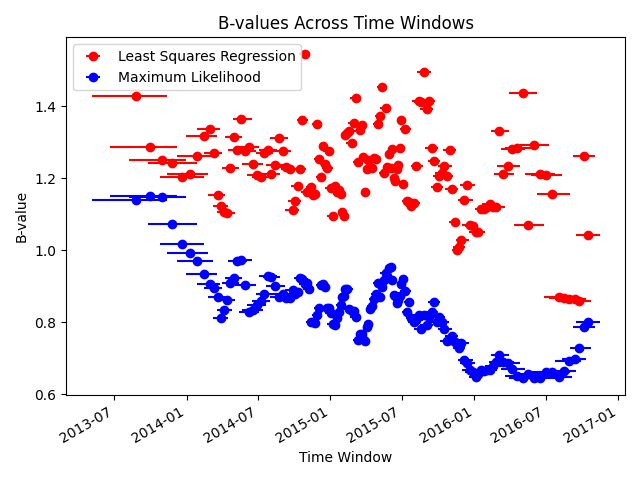 B-values Across Time Windows
Least Squares Regression
Maximum Likelihood
B-value
1.4
1.2
1.0
0.8
0.6
2013-07
2014-01
2014-07
2015-01
2015-07
2016-01
2016-07
2017-01
Time Window